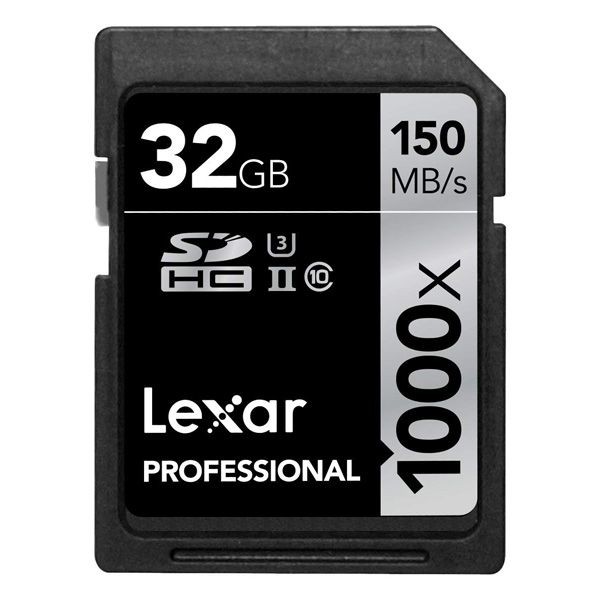 32GB
150
MB/s
SD
HC
3
II
10
1000x
Lexar
PROFESSIONAL